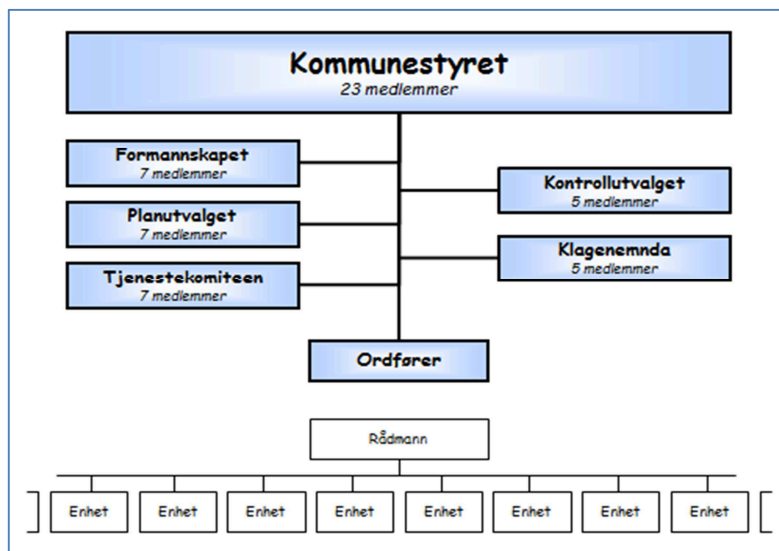 Kommunestyret
23 medlemmer
Formannskapet
7 medlemmer
Kontrollutvalget
5 medlemmer
Planutvalget
7 medlemmer
Klagenemnda
5 medlemmer
Tjenestekomiteen
7 medlemmer
Ordfører
Rådmann
Enhet
Enhet
Enhet
Enhet
Enhet
Enhet
Enhet
Enhet